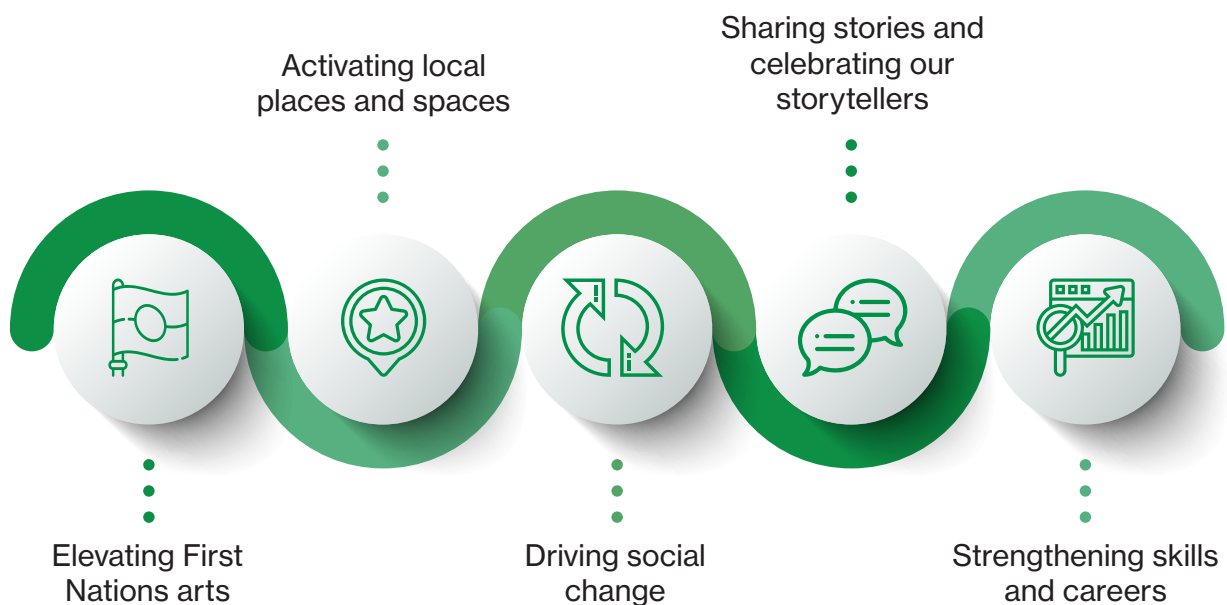 Sharing stories and
celebrating our
storytellers
Activating local
places and spaces
Elevating First
Nations arts
Driving social
change
Strengthening skills
and careers